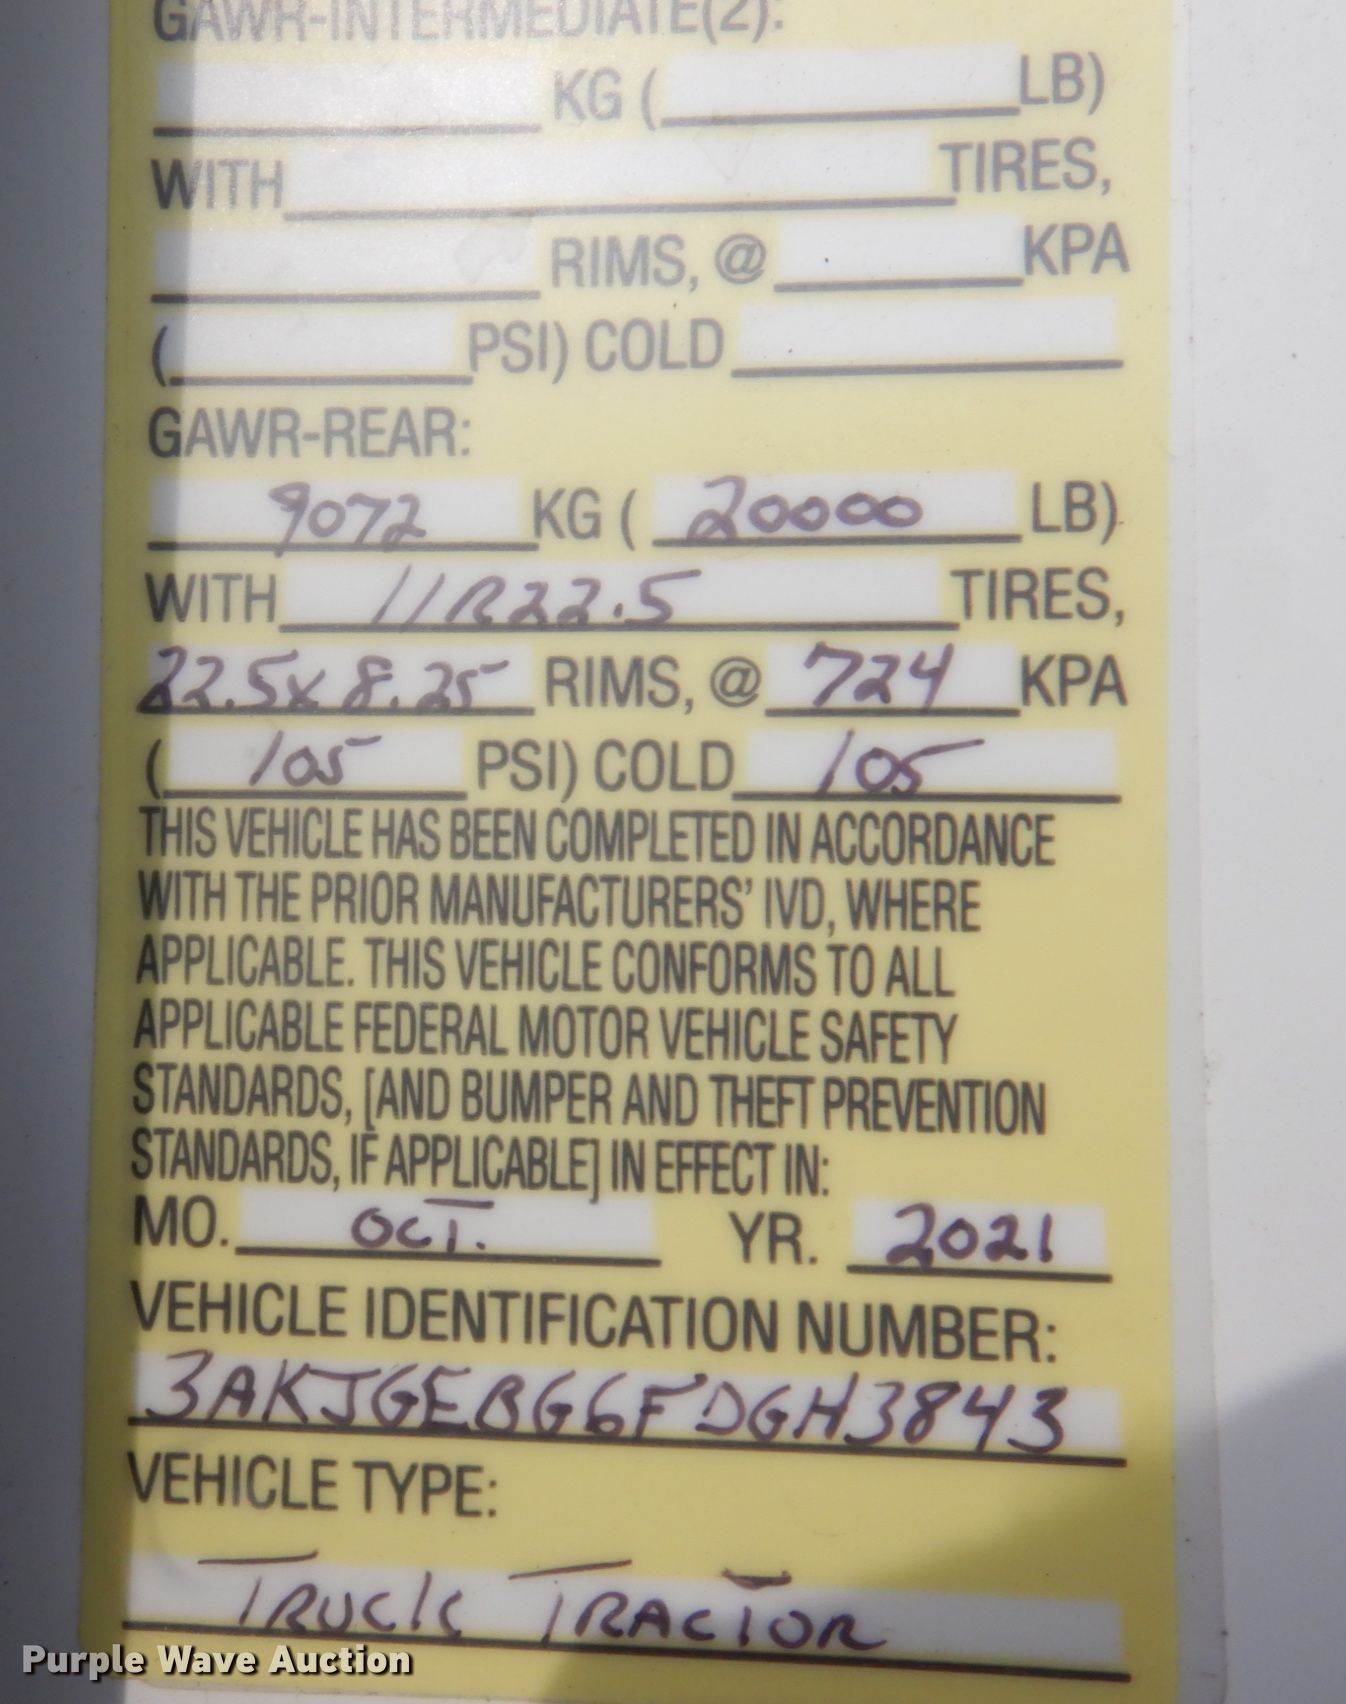 GAWR-INTERMEDIATE(2):
KG ( LB)
WITH TIRES,
RIMS, @ KPA
( PSI) COLD
GAWR-REAR:
9072 KG ( 20000 LB)
WITH 11R22.5 TIRES,
22.5x8.25 RIMS, @ 724 KPA
( 105 PSI) COLD 105
THIS VEHICLE HAS BEEN COMPLETED IN ACCORDANCE
WITH THE PRIOR MANUFACTURERS' IVD, WHERE
APPLICABLE. THIS VEHICLE CONFORMS TO ALL
APPLICABLE FEDERAL MOTOR VEHICLE SAFETY
STANDARDS, [AND BUMPER AND THEFT PREVENTION
STANDARDS, IF APPLICABLE] IN EFFECT IN:
MO. OCT. YR. 2021
VEHICLE IDENTIFICATION NUMBER:
3AKJGEBG6FDGH3843
VEHICLE TYPE:
TRUCK TRACTOR
Purple Wave Auction